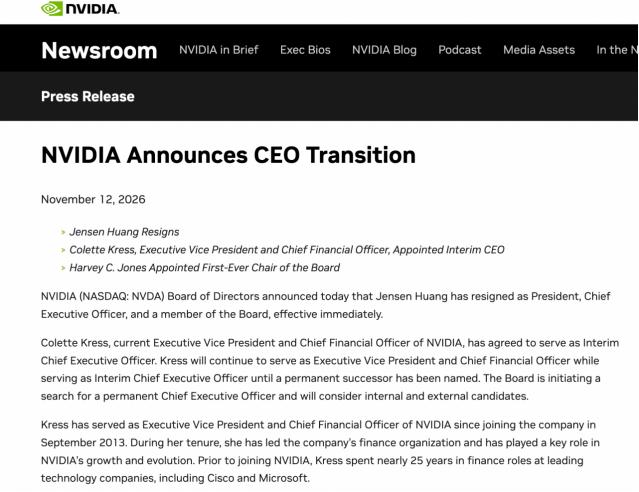 NVIDIA.
Newsroom NVIDIA in Brief Exec Bios NVIDIA Blog Podcast Media Assets In the N
Press Release
NVIDIA Announces CEO Transition
November 12, 2026
> Jensen Huang Resigns
> Colette Kress, Executive Vice President and Chief Financial Officer, Appointed Interim CEO
> Harvey C. Jones Appointed First-Ever Chair of the Board
NVIDIA (NASDAQ: NVDA) Board of Directors announced today that Jensen Huang has resigned as President, Chief
Executive Officer, and a member of the Board, effective immediately.
Colette Kress, current Executive Vice President and Chief Financial Officer of NVIDIA, has agreed to serve as Interim
Chief Executive Officer. Kress will continue to serve as Executive Vice President and Chief Financial Officer while
serving as Interim Chief Executive Officer until a permanent successor has been named. The Board is initiating a
search for a permanent Chief Executive Officer and will consider internal and external candidates.
Kress has served as Executive Vice President and Chief Financial Officer of NVIDIA since joining the company in
September 2013. During her tenure, she has led the company's finance organization and has played a key role in
NVIDIA's growth and evolution. Prior to joining NVIDIA, Kress spent nearly 25 years in finance roles at leading
technology companies, including Cisco and Microsoft.